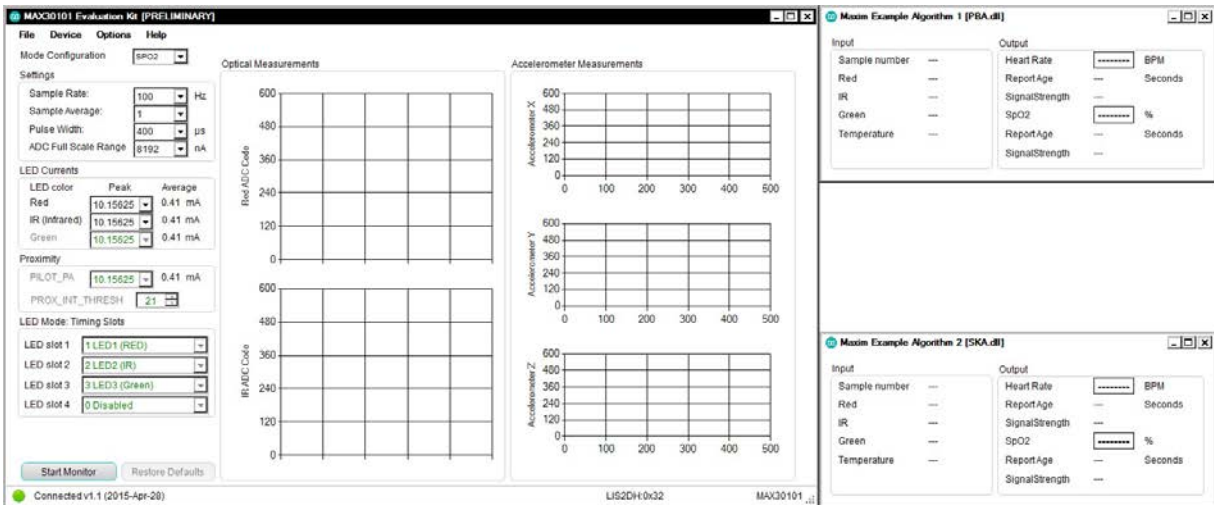 MAX30101 Evaluation Kit [PRELIMINARY]
File Device Options Help
Mode Configuration SPO2
Settings
Sample Rate: 100 Hz
Sample Average: 1
Pulse Width: 400 µs
ADC Full Scale Range 8192 nA
LED Currents
LED color Peak Average
Red 10.15625 0.41 mA
IR (Infrared) 10.15625 0.41 mA
Green 10.15625 0.41 mA
Proximity
PILOT_PA 10.15625 0.41 mA
PROX_INT_THRESH 21
LED Mode: Timing Slots
LED slot 1 1 LED1 (RED)
LED slot 2 2 LED2 (IR)
LED slot 3 3 LED3 (Green)
LED slot 4 0 Disabled
Start Monitor Restore Defaults
Connected v1.1 (2015-Apr-28) LIS2DH:0x32 MAX30101
Optical Measurements
Red ADC Code
600
480
360
240
120
0
IR ADC Code
600
480
360
240
120
0
Accelerometer Measurements
Accelerometer X
600
480
360
240
120
0
0 100 200 300 400 500
Accelerometer Y
600
480
360
240
120
0
0 100 200 300 400 500
Accelerometer Z
600
480
360
240
120
0
0 100 200 300 400 500
Maxim Example Algorithm 1 [PBA.dll]
Input
Sample number ---
Red ---
IR ---
Green ---
Temperature ---
Output
Heart Rate -------- BPM
ReportAge --- Seconds
SignalStrength ---
SpO2 -------- %
ReportAge --- Seconds
SignalStrength ---
Maxim Example Algorithm 2 [SKA.dll]
Input
Sample number ---
Red ---
IR ---
Green ---
Temperature ---
Output
Heart Rate -------- BPM
ReportAge --- Seconds
SignalStrength ---
SpO2 -------- %
ReportAge --- Seconds
SignalStrength ---